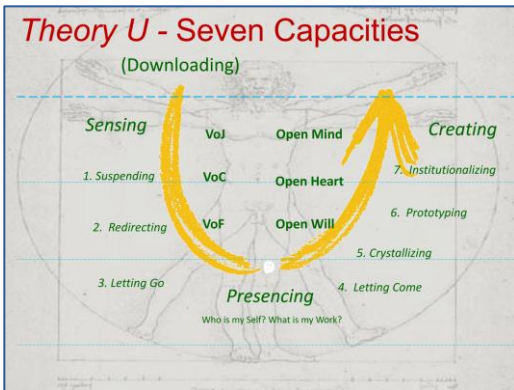 Theory U - Seven Capacities
(Downloading)
Sensing
VoJ
Open Mind
Creating
1. Suspending
VoC
Open Heart
7. Institutionalizing
2. Redirecting
VoF
Open Will
6. Prototyping
5. Crystallizing
3. Letting Go
4. Letting Come
Presencing
Who is my Self? What is my Work?